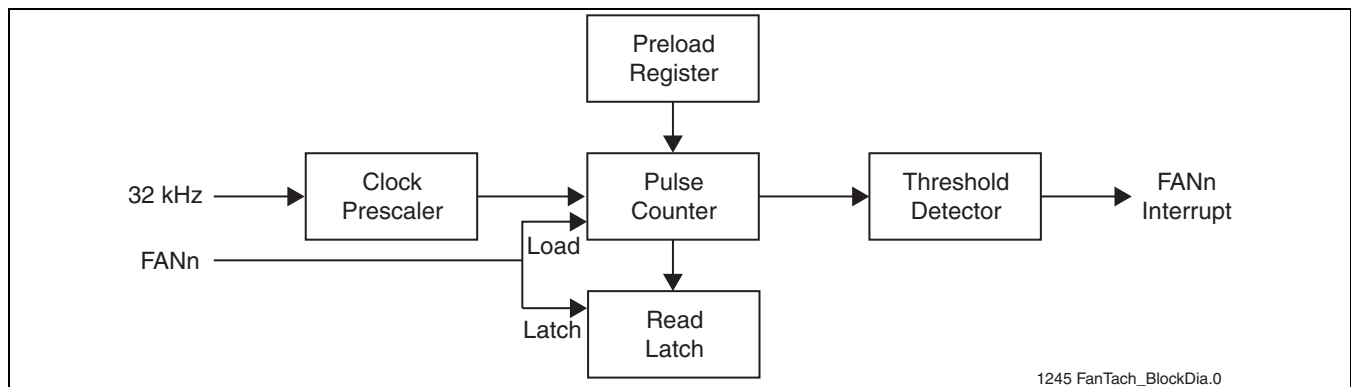 Preload
Register
32 kHz
Clock
Prescaler
Pulse
Counter
Threshold
Detector
FANn
Interrupt
Load
FANn
Latch
Read
Latch
1245 FanTach_BlockDia.0